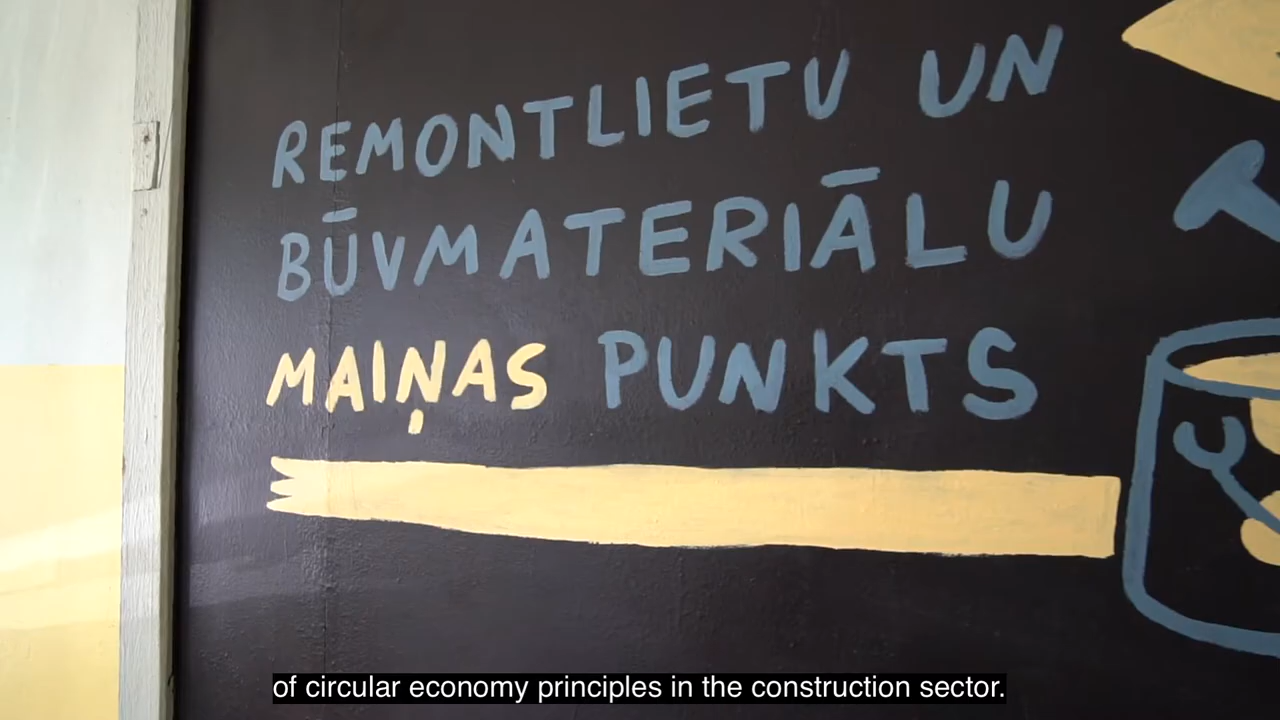 REMONTLIETU UN
BŪVMATERIĀLU
MAIŅAS PUNKTS
of circular economy principles in the construction sector.